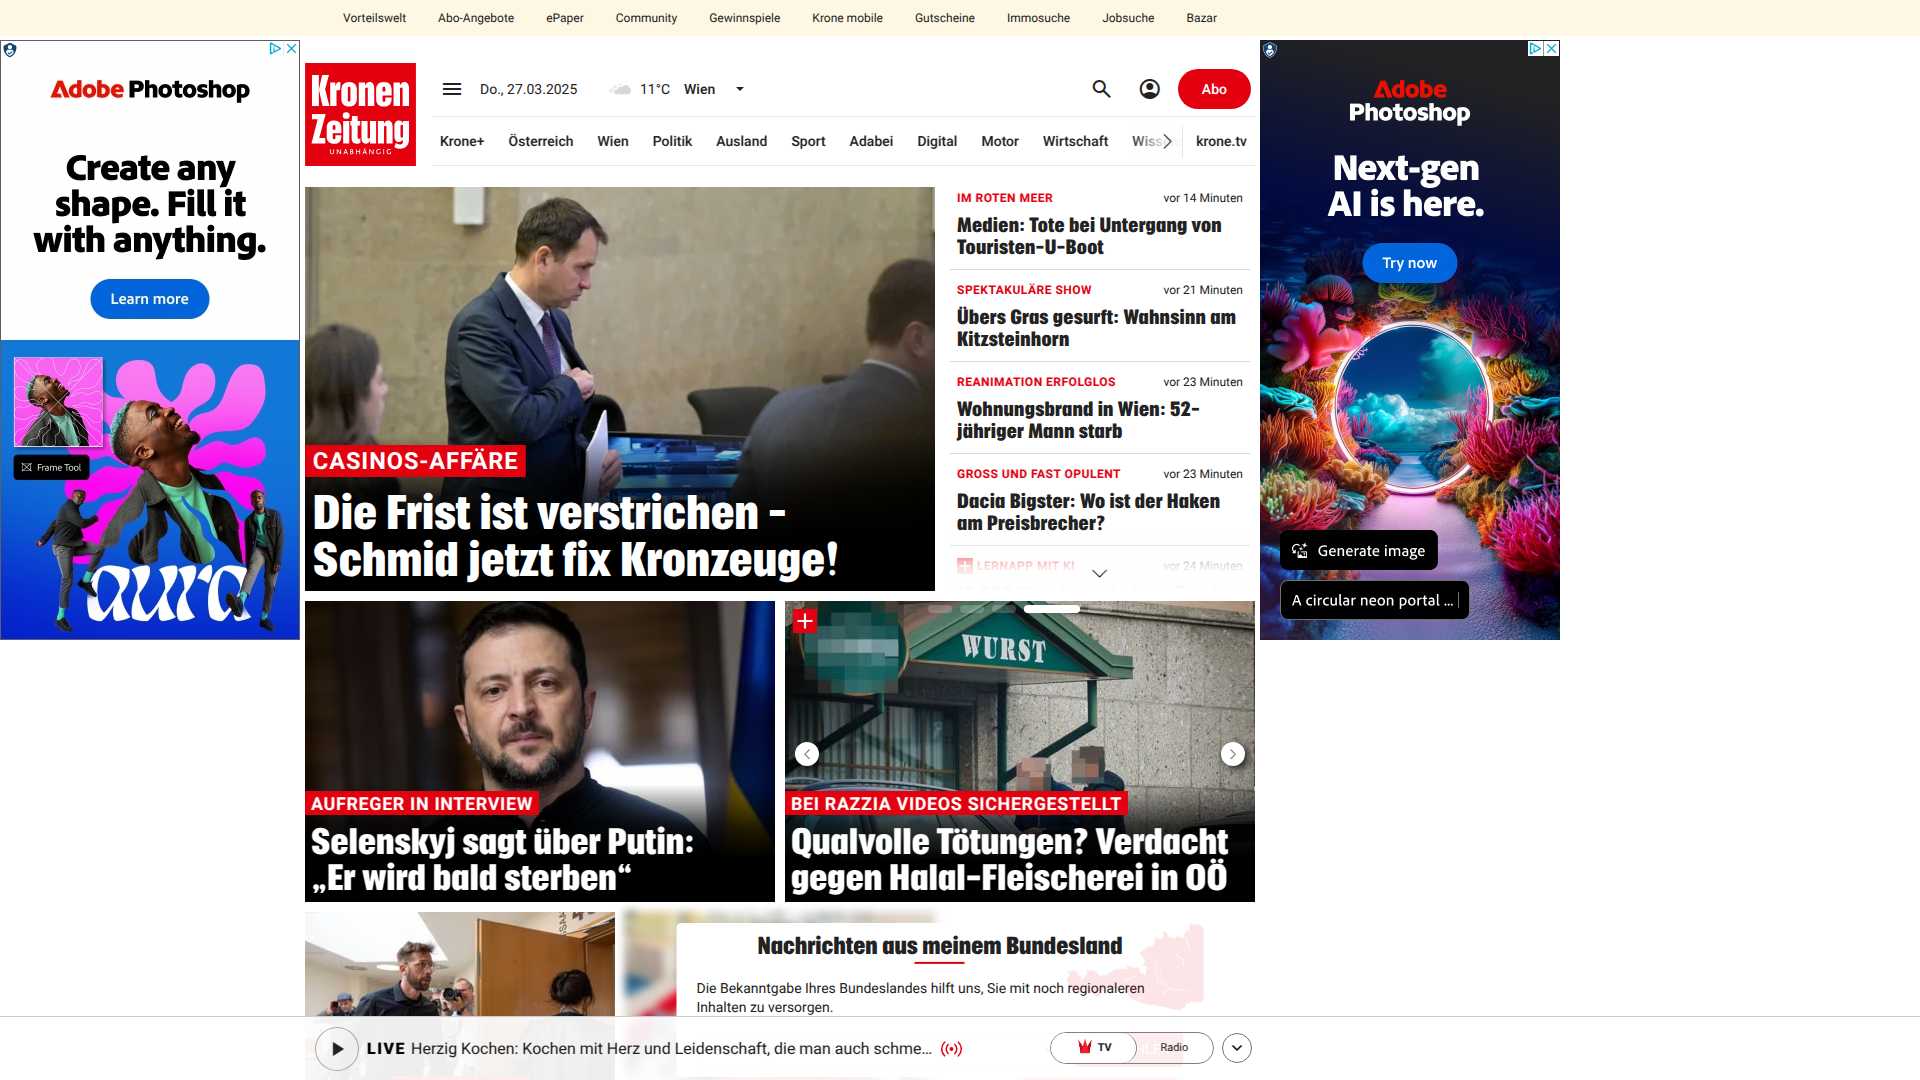 Vorteilswelt Abo-Angebote ePaper Community Gewinnspiele Krone mobile Gutscheine Immosuche Jobsuche Bazar
Adobe Photoshop
Create any
shape. Fill it
with anything.
Learn more
Frame Tool
aura
Kronen
Zeitung
UNABHÄNGIG
Do., 27.03.2025 11°C Wien
Abo
Krone+ Österreich Wien Politik Ausland Sport Adabei Digital Motor Wirtschaft Wiss krone.tv
CASINOS-AFFÄRE
Die Frist ist verstrichen –
Schmid jetzt fix Kronzeuge!
IM ROTEN MEER vor 14 Minuten
Medien: Tote bei Untergang von
Touristen-U-Boot
SPEKTAKULÄRE SHOW vor 21 Minuten
Übers Gras gesurft: Wahnsinn am
Kitzsteinhorn
REANIMATION ERFOLGLOS vor 23 Minuten
Wohnungsbrand in Wien: 52-
jähriger Mann starb
GROSS UND FAST OPULENT vor 23 Minuten
Dacia Bigster: Wo ist der Haken
am Preisbrecher?
LERNAPP MIT KI vor 24 Minuten
Adobe
Photoshop
Next-gen
AI is here.
Try now
Generate image
A circular neon portal ...
AUFREGER IN INTERVIEW
Selenskyj sagt über Putin:
„Er wird bald sterben“
WURST
BEI RAZZIA VIDEOS SICHERGESTELLT
Qualvolle Tötungen? Verdacht
gegen Halal-Fleischerei in OÖ
Nachrichten aus meinem Bundesland
Die Bekanntgabe Ihres Bundeslandes hilft uns, Sie mit noch regionaleren
Inhalten zu versorgen.
LIVE Herzig Kochen: Kochen mit Herz und Leidenschaft, die man auch schme...
TV Radio